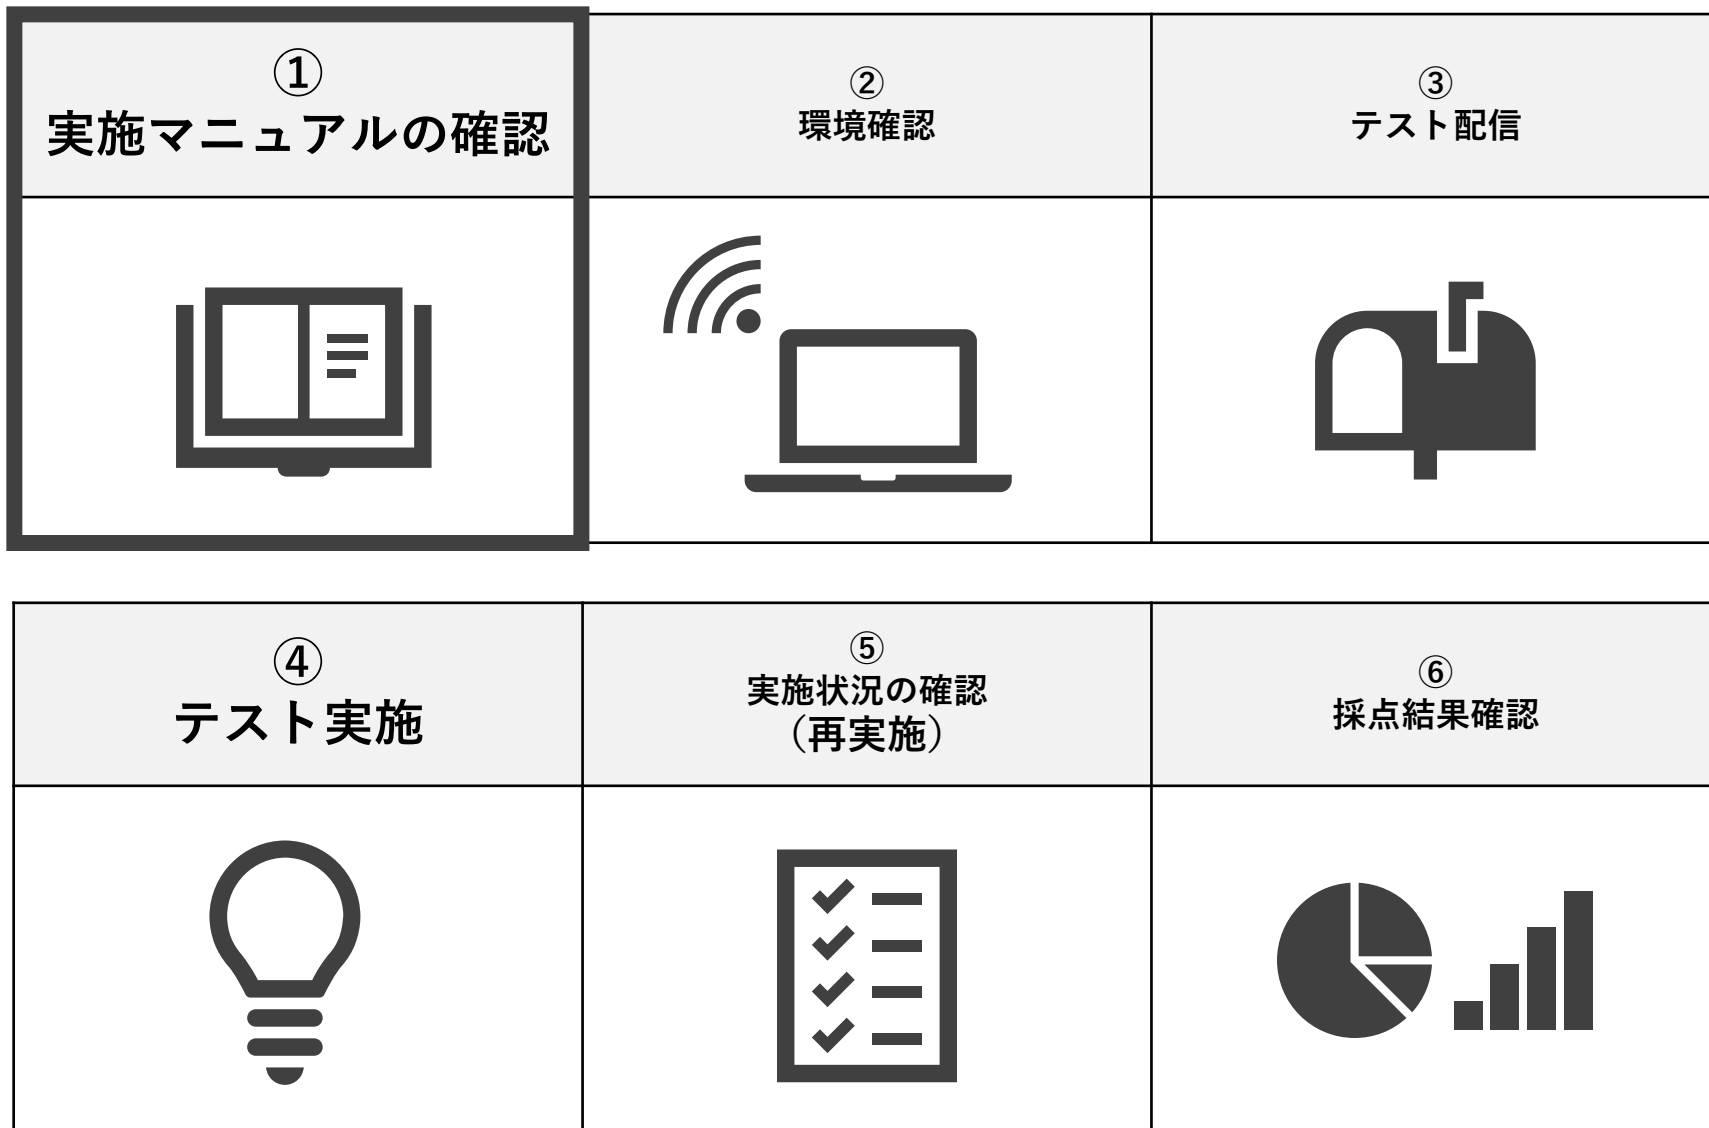 ①
実施マニュアルの確認
②
環境確認
③
テスト配信
④
テスト実施
⑤
実施状況の確認
（再実施）
⑥
採点結果確認